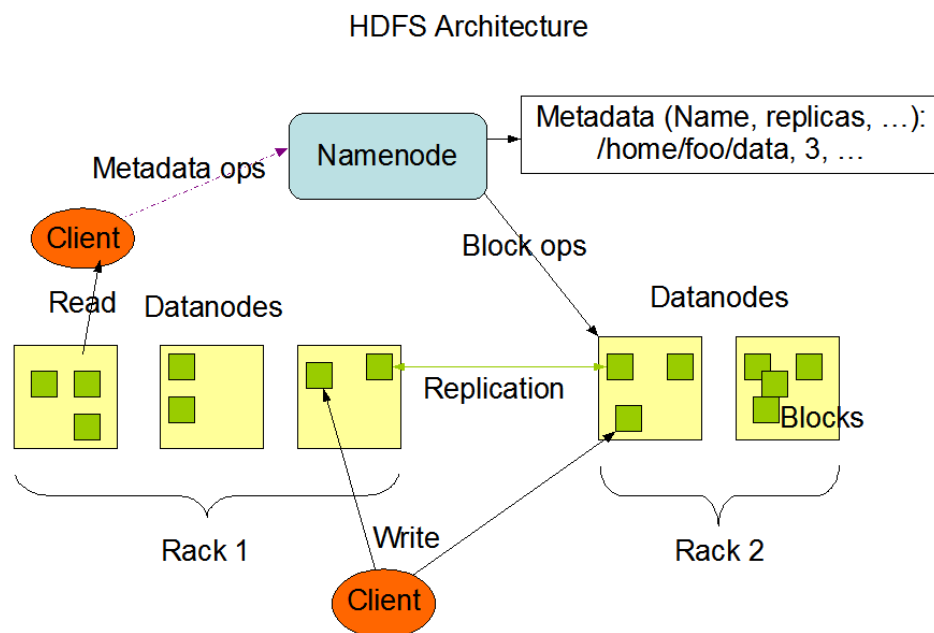 HDFS Architecture
Metadata (Name, replicas, …):
/home/foo/data, 3, …
Namenode
Metadata ops
Client
Block ops
Read
Datanodes
Datanodes
Replication
Blocks
Rack 1
Write
Rack 2
Client